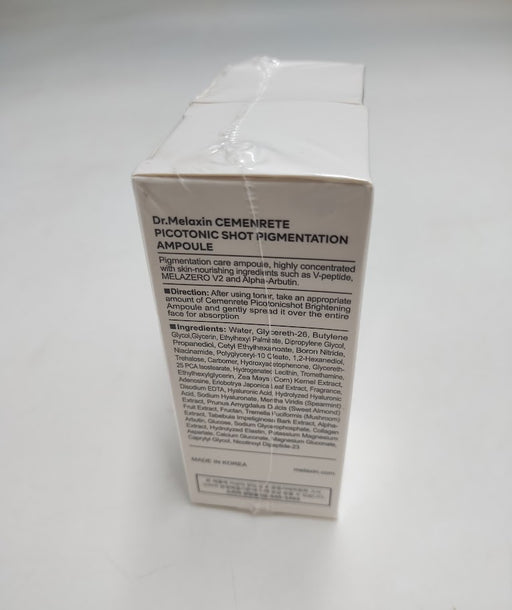 Dr.Melaxin CEMENRETE
PICOTONIC SHOT PIGMENTATION
AMPOULE
Pigmentation care ampoule, highly concentrated
with skin-nourishing ingredients such as V-peptide,
MELAZERO V2 and Alpha-Arbutin.
■Direction: After using toner, take an appropriate
amount of Cemenrete Picotonicshot Brightening
Ampoule and gently spread it over the entire
face for absorption
■Ingredients: Water, Glycereth-26, Butylene
Glycol,Glycerin, Ethylhexyl Palmitate, Dipropylene Glycol,
Propanediol, Cetyl Ethylhexanoate, Boron Nitride,
Niacinamide, Polyglyceryl-10 Oleate, 1,2-Hexanediol,
Trehalose, Carbomer, Hydroxyacetophenone, Glycereth-
25 PCA Isostearate, Hydrogenated Lecithin, Tromethamine,
Ethylhexylglycerin, Zea Mays (Corn) Kernel Extract,
Adenosine, Eriobotrya Japonica Leaf Extract, Fragrance,
Disodium EDTA, Hyaluronic Acid, Hydrolyzed Hyaluronic
Acid, Sodium Hyaluronate, Mentha Viridis (Spearmint)
Extract, Prunus Amygdalus Dulcis (Sweet Almond)
Fruit Extract, Fructan, Tremella Fuciformis (Mushroom)
Extract, Tabebuia Impetiginosa Bark Extract, Alpha-
Arbutin, Glucose, Sodium Glycerophosphate, Collagen
Extract, Hydrolyzed Elastin, Potassium Magnesium
Aspartate, Calcium Gluconate, Magnesium Gluconate,
Caprylyl Glycol, Nicotinoyl Dipeptide-23
MADE IN KOREA
melaxin.com